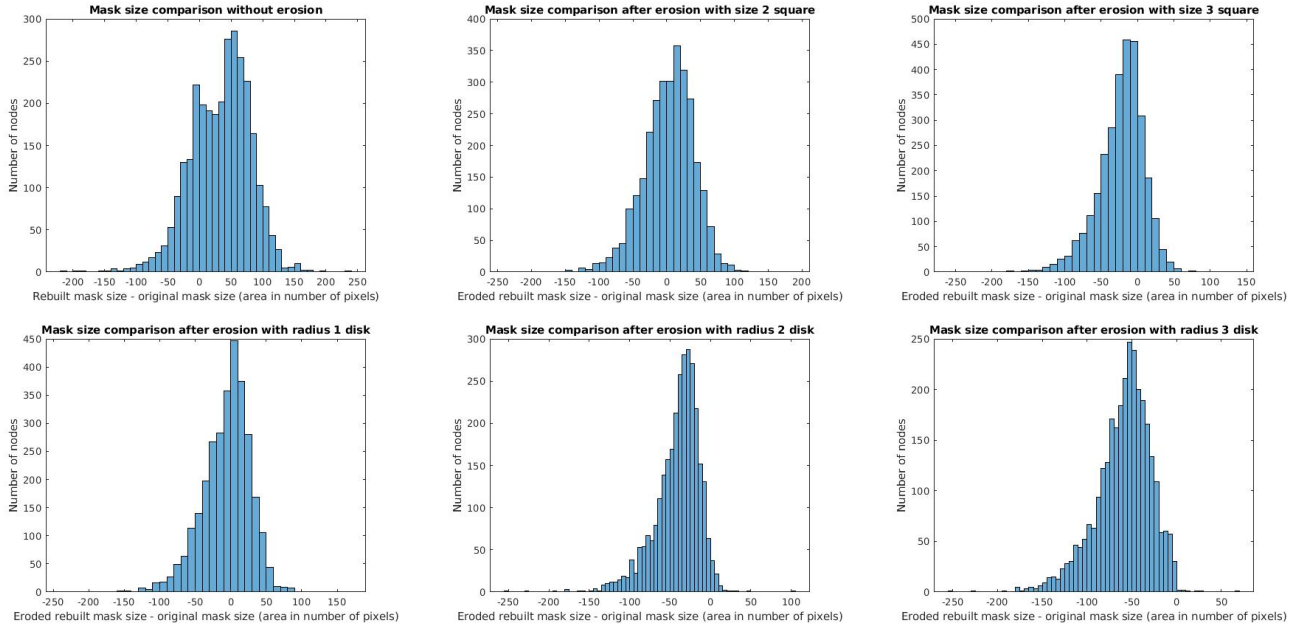 Mask size comparison without erosion
300
250
200
150
100
50
0
Number of nodes
-200 -150 -100 -50 0 50 100 150 200 250
Rebuilt mask size - original mask size (area in number of pixels)
Mask size comparison after erosion with size 2 square
400
350
300
250
200
150
100
50
0
Number of nodes
-250 -200 -150 -100 -50 0 50 100 150 200
Eroded rebuilt mask size - original mask size (area in number of pixels)
Mask size comparison after erosion with size 3 square
500
450
400
350
300
250
200
150
100
50
0
Number of nodes
-250 -200 -150 -100 -50 0 50 100 150
Eroded rebuilt mask size - original mask size (area in number of pixels)
Mask size comparison after erosion with radius 1 disk
450
400
350
300
250
200
150
100
50
0
Number of nodes
-250 -200 -150 -100 -50 0 50 100 150
Eroded rebuilt mask size - original mask size (area in number of pixels)
Mask size comparison after erosion with radius 2 disk
300
250
200
150
100
50
0
Number of nodes
-250 -200 -150 -100 -50 0 50 100
Eroded rebuilt mask size - original mask size (area in number of pixels)
Mask size comparison after erosion with radius 3 disk
250
200
150
100
50
0
Number of nodes
-250 -200 -150 -100 -50 0 50
Eroded rebuilt mask size - original mask size (area in number of pixels)